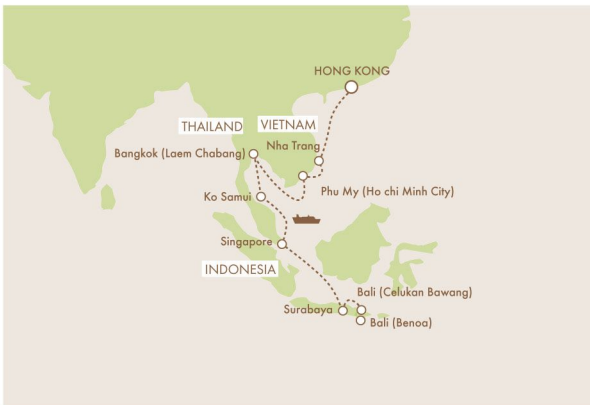 HONG KONG
THAILAND
VIETNAM
Nha Trang
Bangkok (Laem Chabang)
Phu My (Ho chi Minh City)
Ko Samui
Singapore
INDONESIA
Bali (Celukan Bawang)
Surabaya
Bali (Benoa)